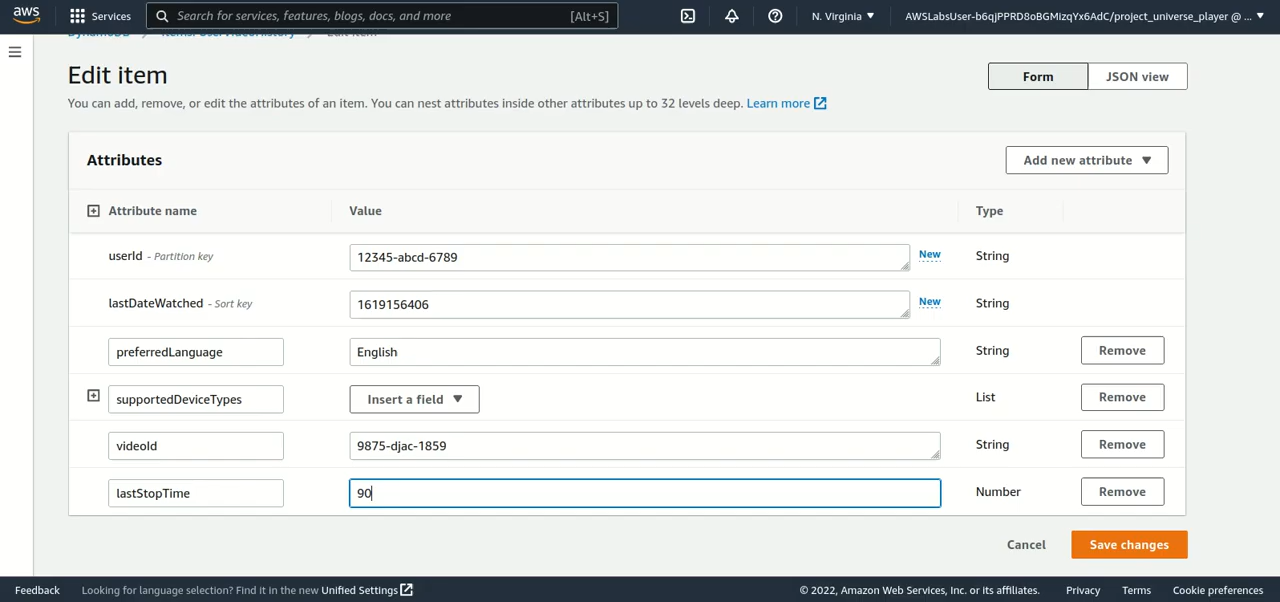 aws Services Search for services, features, blogs, docs, and more [Alt+S] N. Virginia ▼ AWSLabsUser-b6qjPPRD8oBGMizqYx6AdC/project_universe_player @ ... ▼
Edit item
Form JSON view
You can add, remove, or edit the attributes of an item. You can nest attributes inside other attributes up to 32 levels deep. Learn more
Attributes
Add new attribute ▼
Attribute name Value Type
userId - Partition key 12345-abcd-6789 New String
lastDateWatched - Sort key 1619156406 New String
preferredLanguage English String Remove
supportedDeviceTypes Insert a field ▼ List Remove
videoId 9875-djac-1859 String Remove
lastStopTime 90 Number Remove
Cancel Save changes
Feedback Looking for language selection? Find it in the new Unified Settings © 2022, Amazon Web Services, Inc. or its affiliates. Privacy Terms Cookie preferences